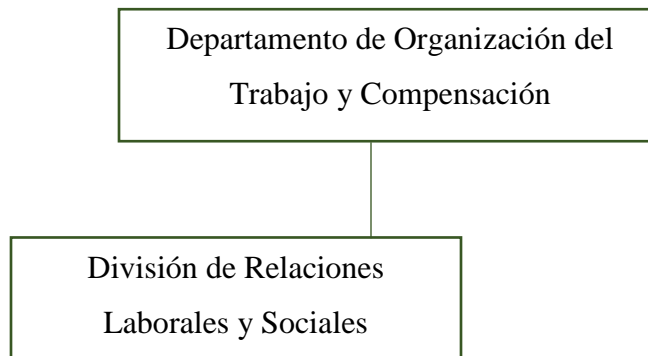 Departamento de Organización del
Trabajo y Compensación
División de Relaciones
Laborales y Sociales